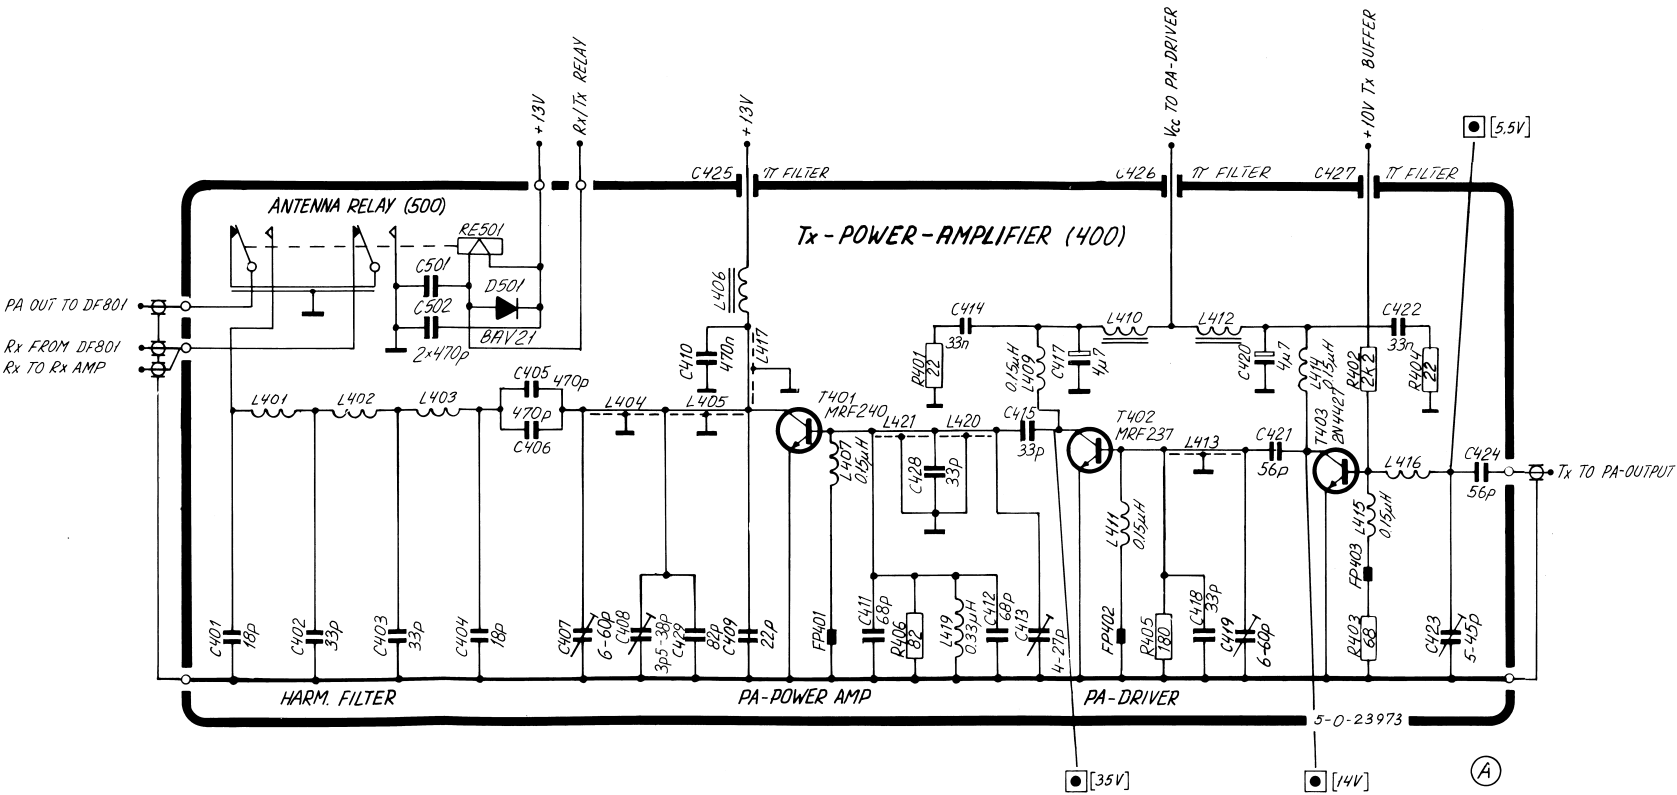 +13V
Rx/Tx RELAY
+13V
Vcc TO PA-DRIVER
+10V Tx BUFFER
[5,5V]
C425
π FILTER
C426
π FILTER
C427
π FILTER
ANTENNA RELAY (500)
Tx-POWER-AMPLIFIER (400)
RE501
C501
D501
C502
BAV21
2×470p
PA OUT TO DF801
Rx FROM DF801
Rx TO Rx AMP
L406
C410
470n
L417
C414
33n
R401
22
L409
0.15µH
C417
4µ7
L410
L412
C420
4µ7
L414
0.15µH
R402
2K2
C422
33n
R404
22
L401
L402
L403
C405
470p
470p
C406
L404
L405
T401
MRF240
L407
0.15µH
L421
L420
C428
33p
C415
33p
T402
MRF237
L413
C421
56p
T403
2N4427
L416
C424
56p
Tx TO PA-OUTPUT
L411
0.15µH
L415
0.15µH
FP403
C401
18p
C402
33p
C403
33p
C404
18p
C407
6-60p
C408
3p5-38p
C429
82p
C409
22p
FP401
C411
68p
R406
82
L419
0.33µH
C412
68p
C413
4-27p
FP402
R405
180
C418
33p
C419
6-60p
R403
68
C423
5-45p
HARM. FILTER
PA-POWER AMP
PA-DRIVER
5-0-23973
[35V]
[14V]
A